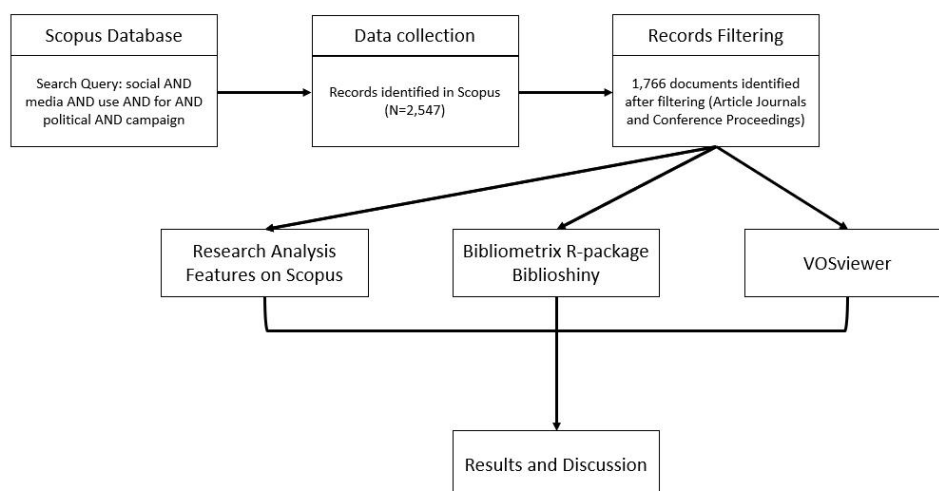 Scopus Database
Search Query: social AND
media AND use AND for AND
political AND campaign
Data collection
Records identified in Scopus
(N=2,547)
Records Filtering
1,766 documents identified
after filtering (Article Journals
and Conference Proceedings)
Research Analysis
Features on Scopus
Bibliometrix R-package
Biblioshiny
VOSviewer
Results and Discussion